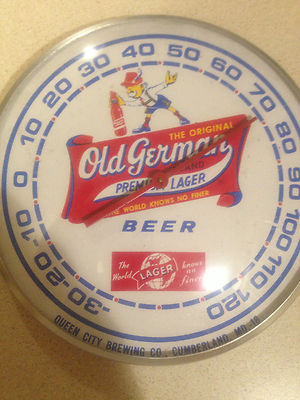 -30 -20 -10 0 10 20 30 40 50 60 70 80 90 100 110 120
THE ORIGINAL
Old German
BRAND
PREMIUM LAGER
THE WORLD KNOWS NO FINER
BEER
The World
LAGER
knows no finer
QUEEN CITY BREWING CO., CUMBERLAND, MD.